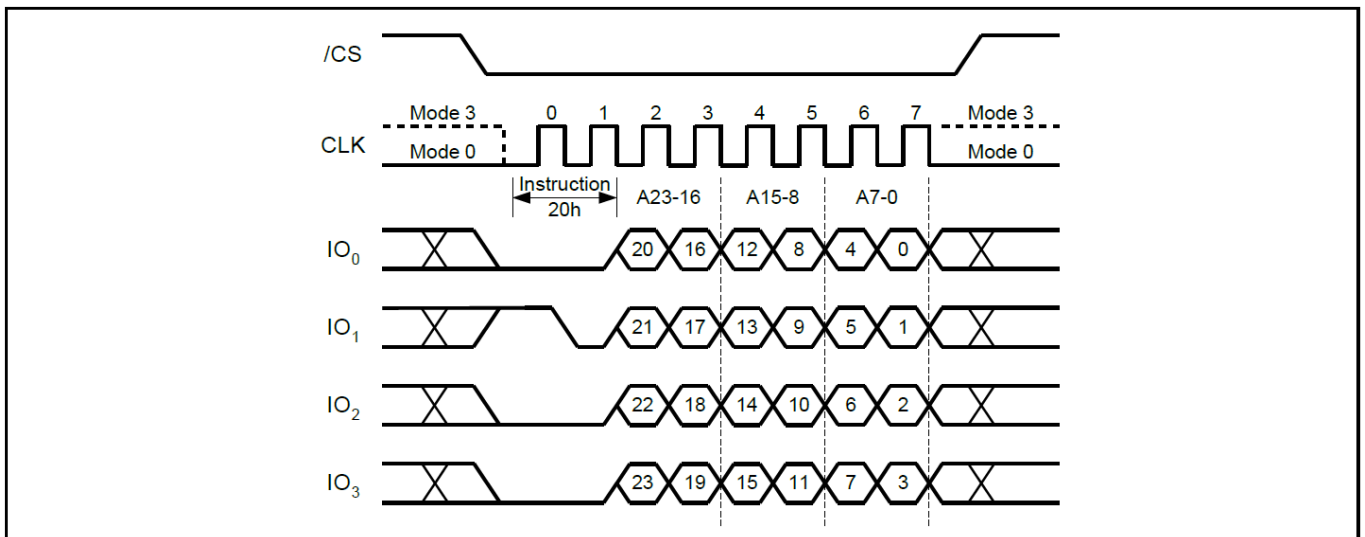 /CS
Mode 3 0 1 2 3 4 5 6 7 Mode 3
CLK
Mode 0 Mode 0
Instruction A23-16 A15-8 A7-0
20h
IO0 20 16 12 8 4 0
IO1 21 17 13 9 5 1
IO2 22 18 14 10 6 2
IO3 23 19 15 11 7 3